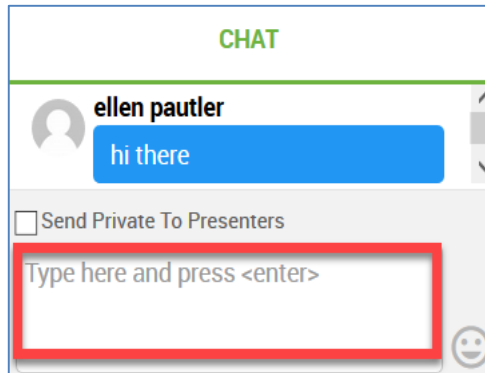 CHAT
ellen pautler
hi there
Send Private To Presenters
Type here and press <enter>